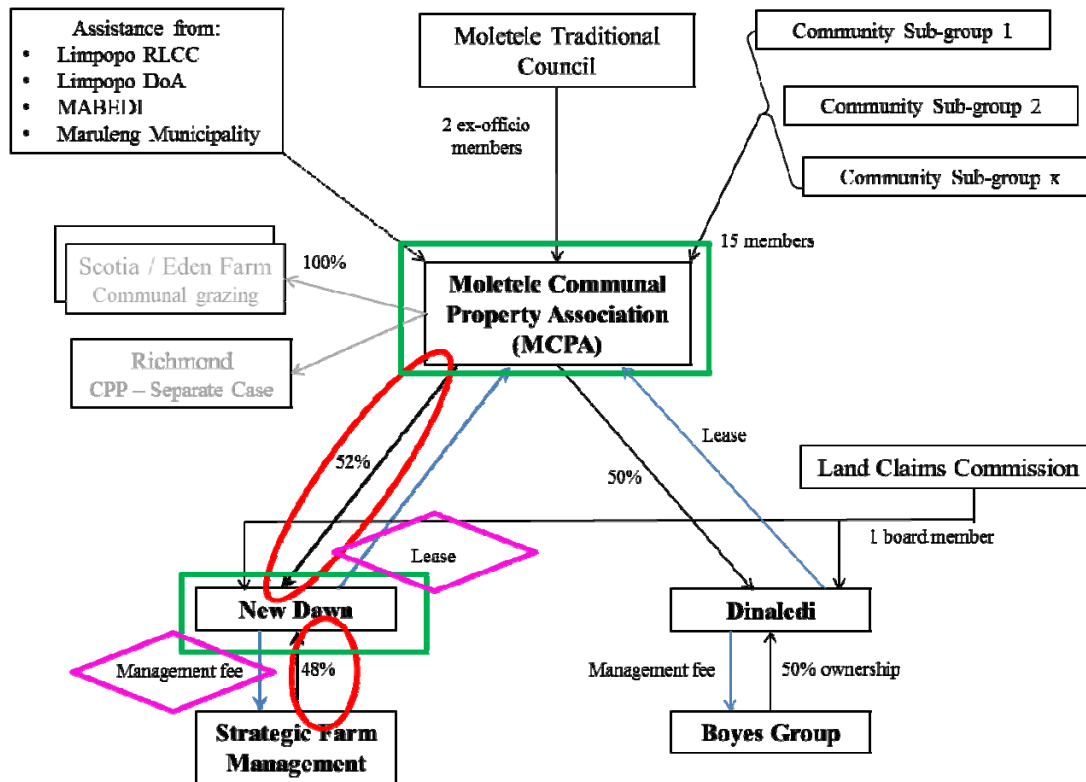 Assistance from:
• Limpopo RLCC
• Limpopo DoA
• MABEDI
• Maruleng Municipality
Moletele Traditional
Council
Community Sub-group 1
Community Sub-group 2
Community Sub-group x
2 ex-officio
members
15 members
Scotia / Eden Farm
Communal grazing
100%
Moletele Communal
Property Association
(MCPA)
Richmond
CPP – Separate Case
52%
50%
Lease
Land Claims Commission
1 board member
Lease
New Dawn
Dinaledi
Management fee
48%
Management fee
50% ownership
Strategic Farm
Management
Boyes Group